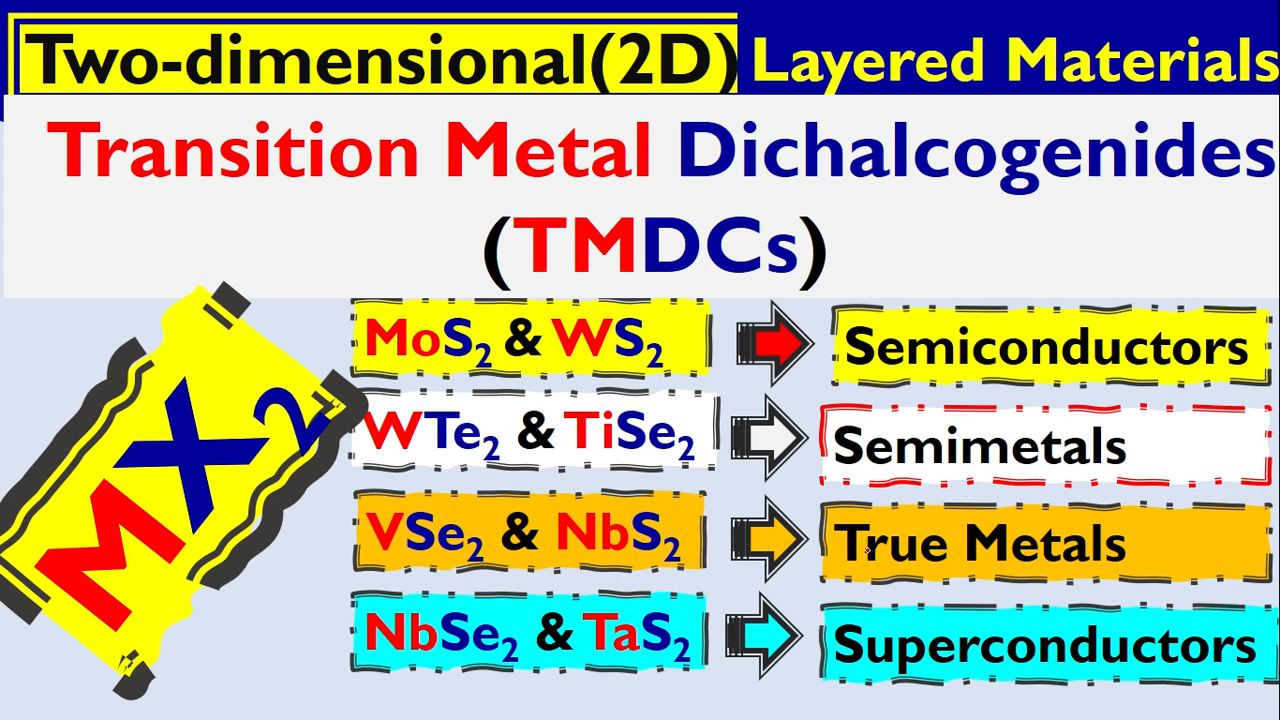 Two-dimensional(2D) Layered Materials
Transition Metal Dichalcogenides
(TMDCs)
MX₂
MoS₂ & WS₂ Semiconductors
WTe₂ & TiSe₂ Semimetals
VSe₂ & NbS₂ True Metals
NbSe₂ & TaS₂ Superconductors